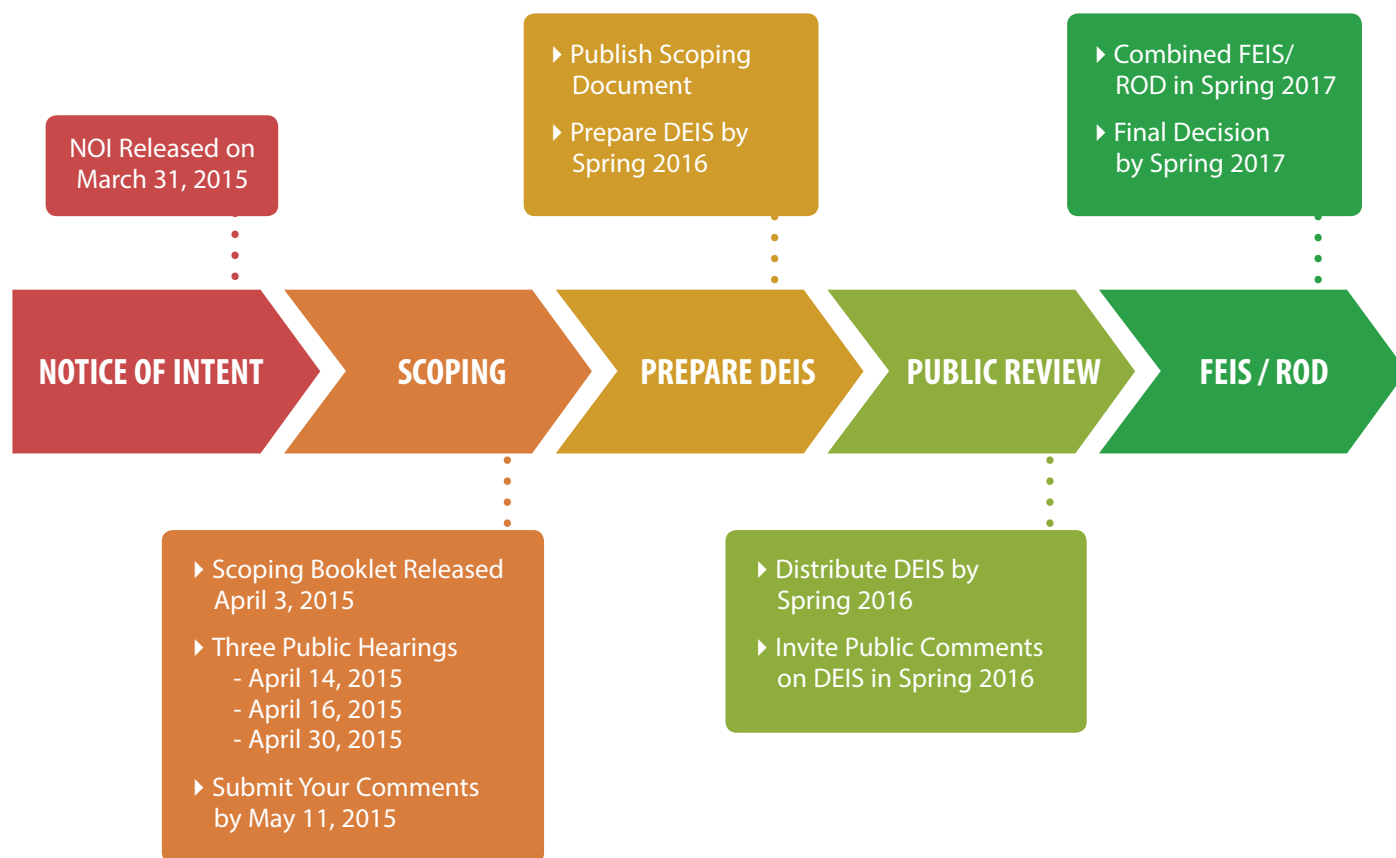 NOI Released on
March 31, 2015
Publish Scoping
Document
Prepare DEIS by
Spring 2016
Combined FEIS/
ROD in Spring 2017
Final Decision
by Spring 2017
NOTICE OF INTENT
SCOPING
PREPARE DEIS
PUBLIC REVIEW
FEIS / ROD
Scoping Booklet Released
April 3, 2015
Three Public Hearings
- April 14, 2015
- April 16, 2015
- April 30, 2015
Submit Your Comments
by May 11, 2015
Distribute DEIS by
Spring 2016
Invite Public Comments
on DEIS in Spring 2016